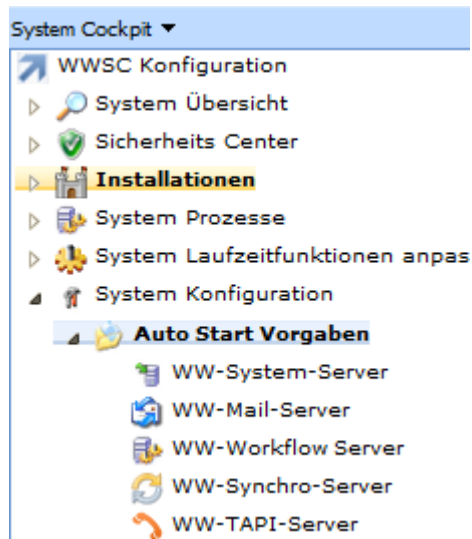 System Cockpit
WWSC Konfiguration
System Übersicht
Sicherheits Center
Installationen
System Prozesse
System Laufzeitfunktionen anpas
System Konfiguration
Auto Start Vorgaben
WW-System-Server
WW-Mail-Server
WW-Workflow Server
WW-Synchro-Server
WW-TAPI-Server